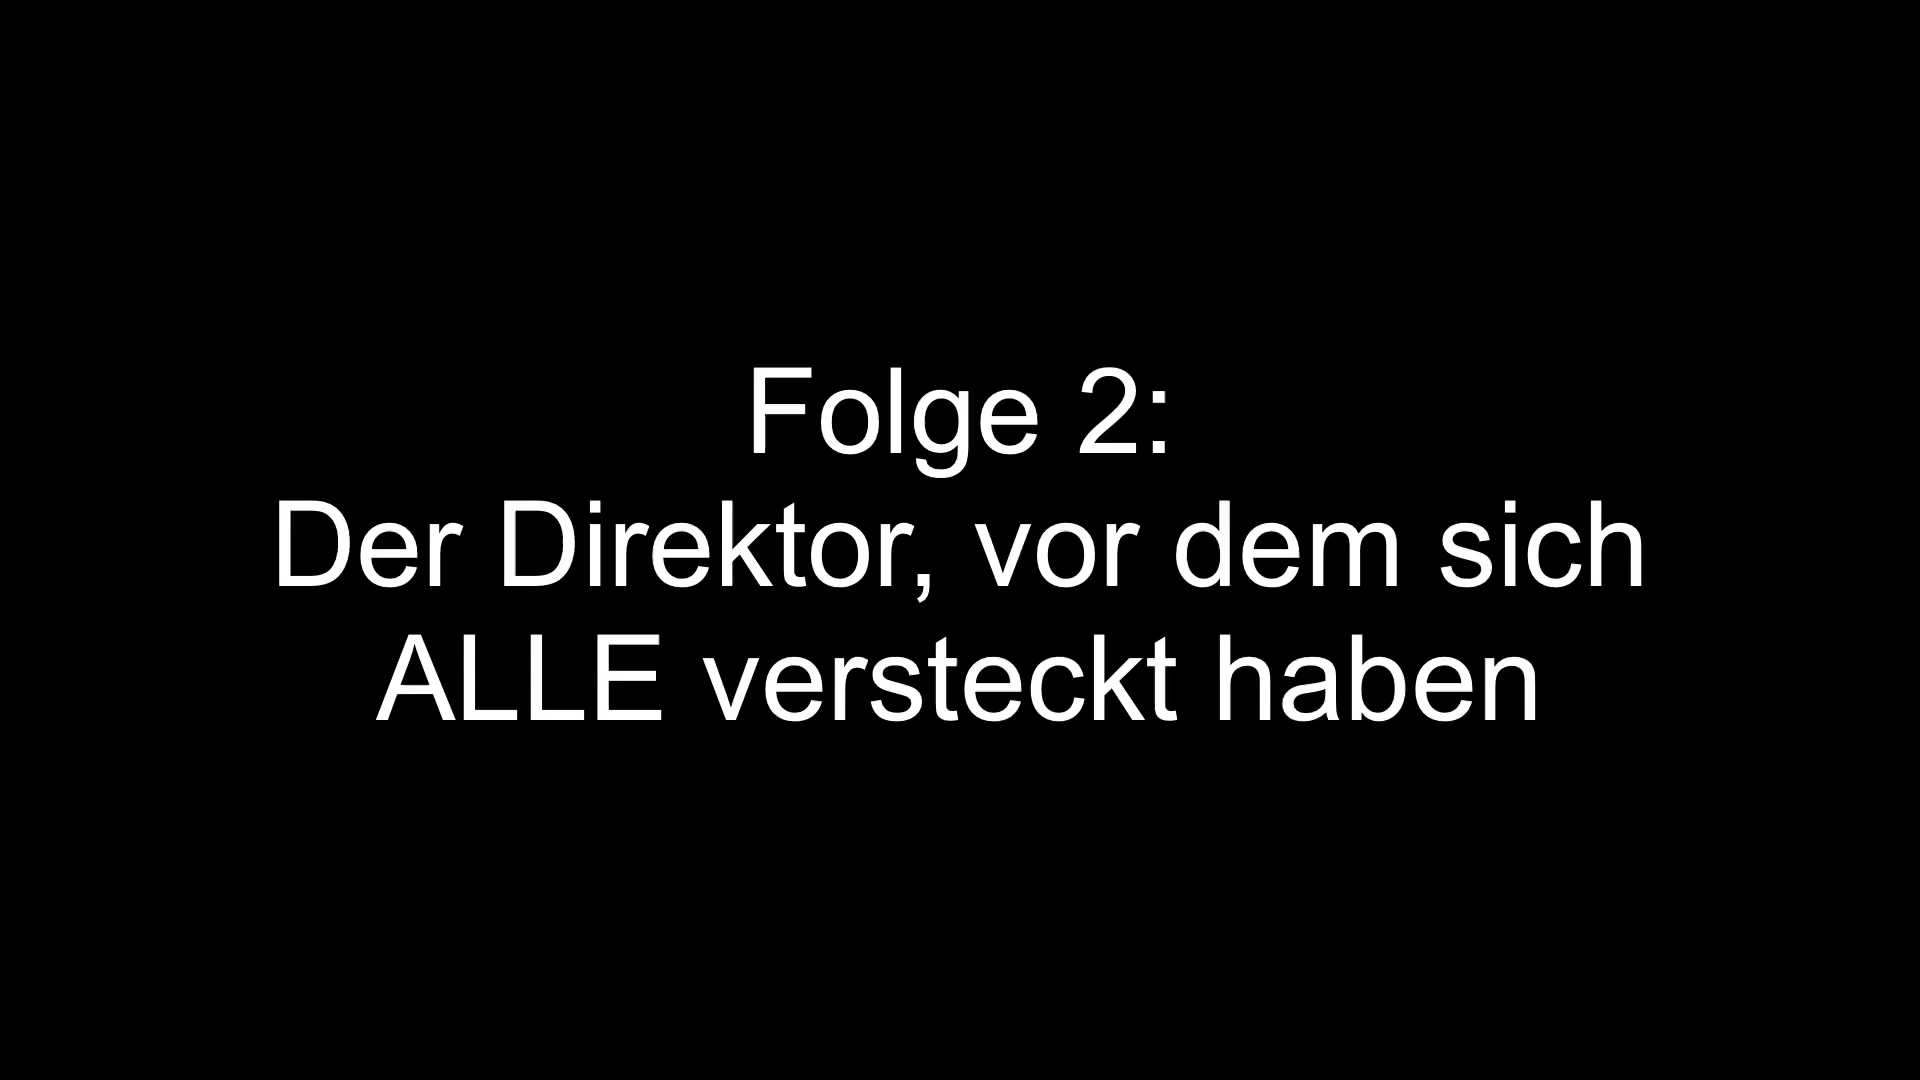 Folge 2:
Der Direktor, vor dem sich
ALLE versteckt haben